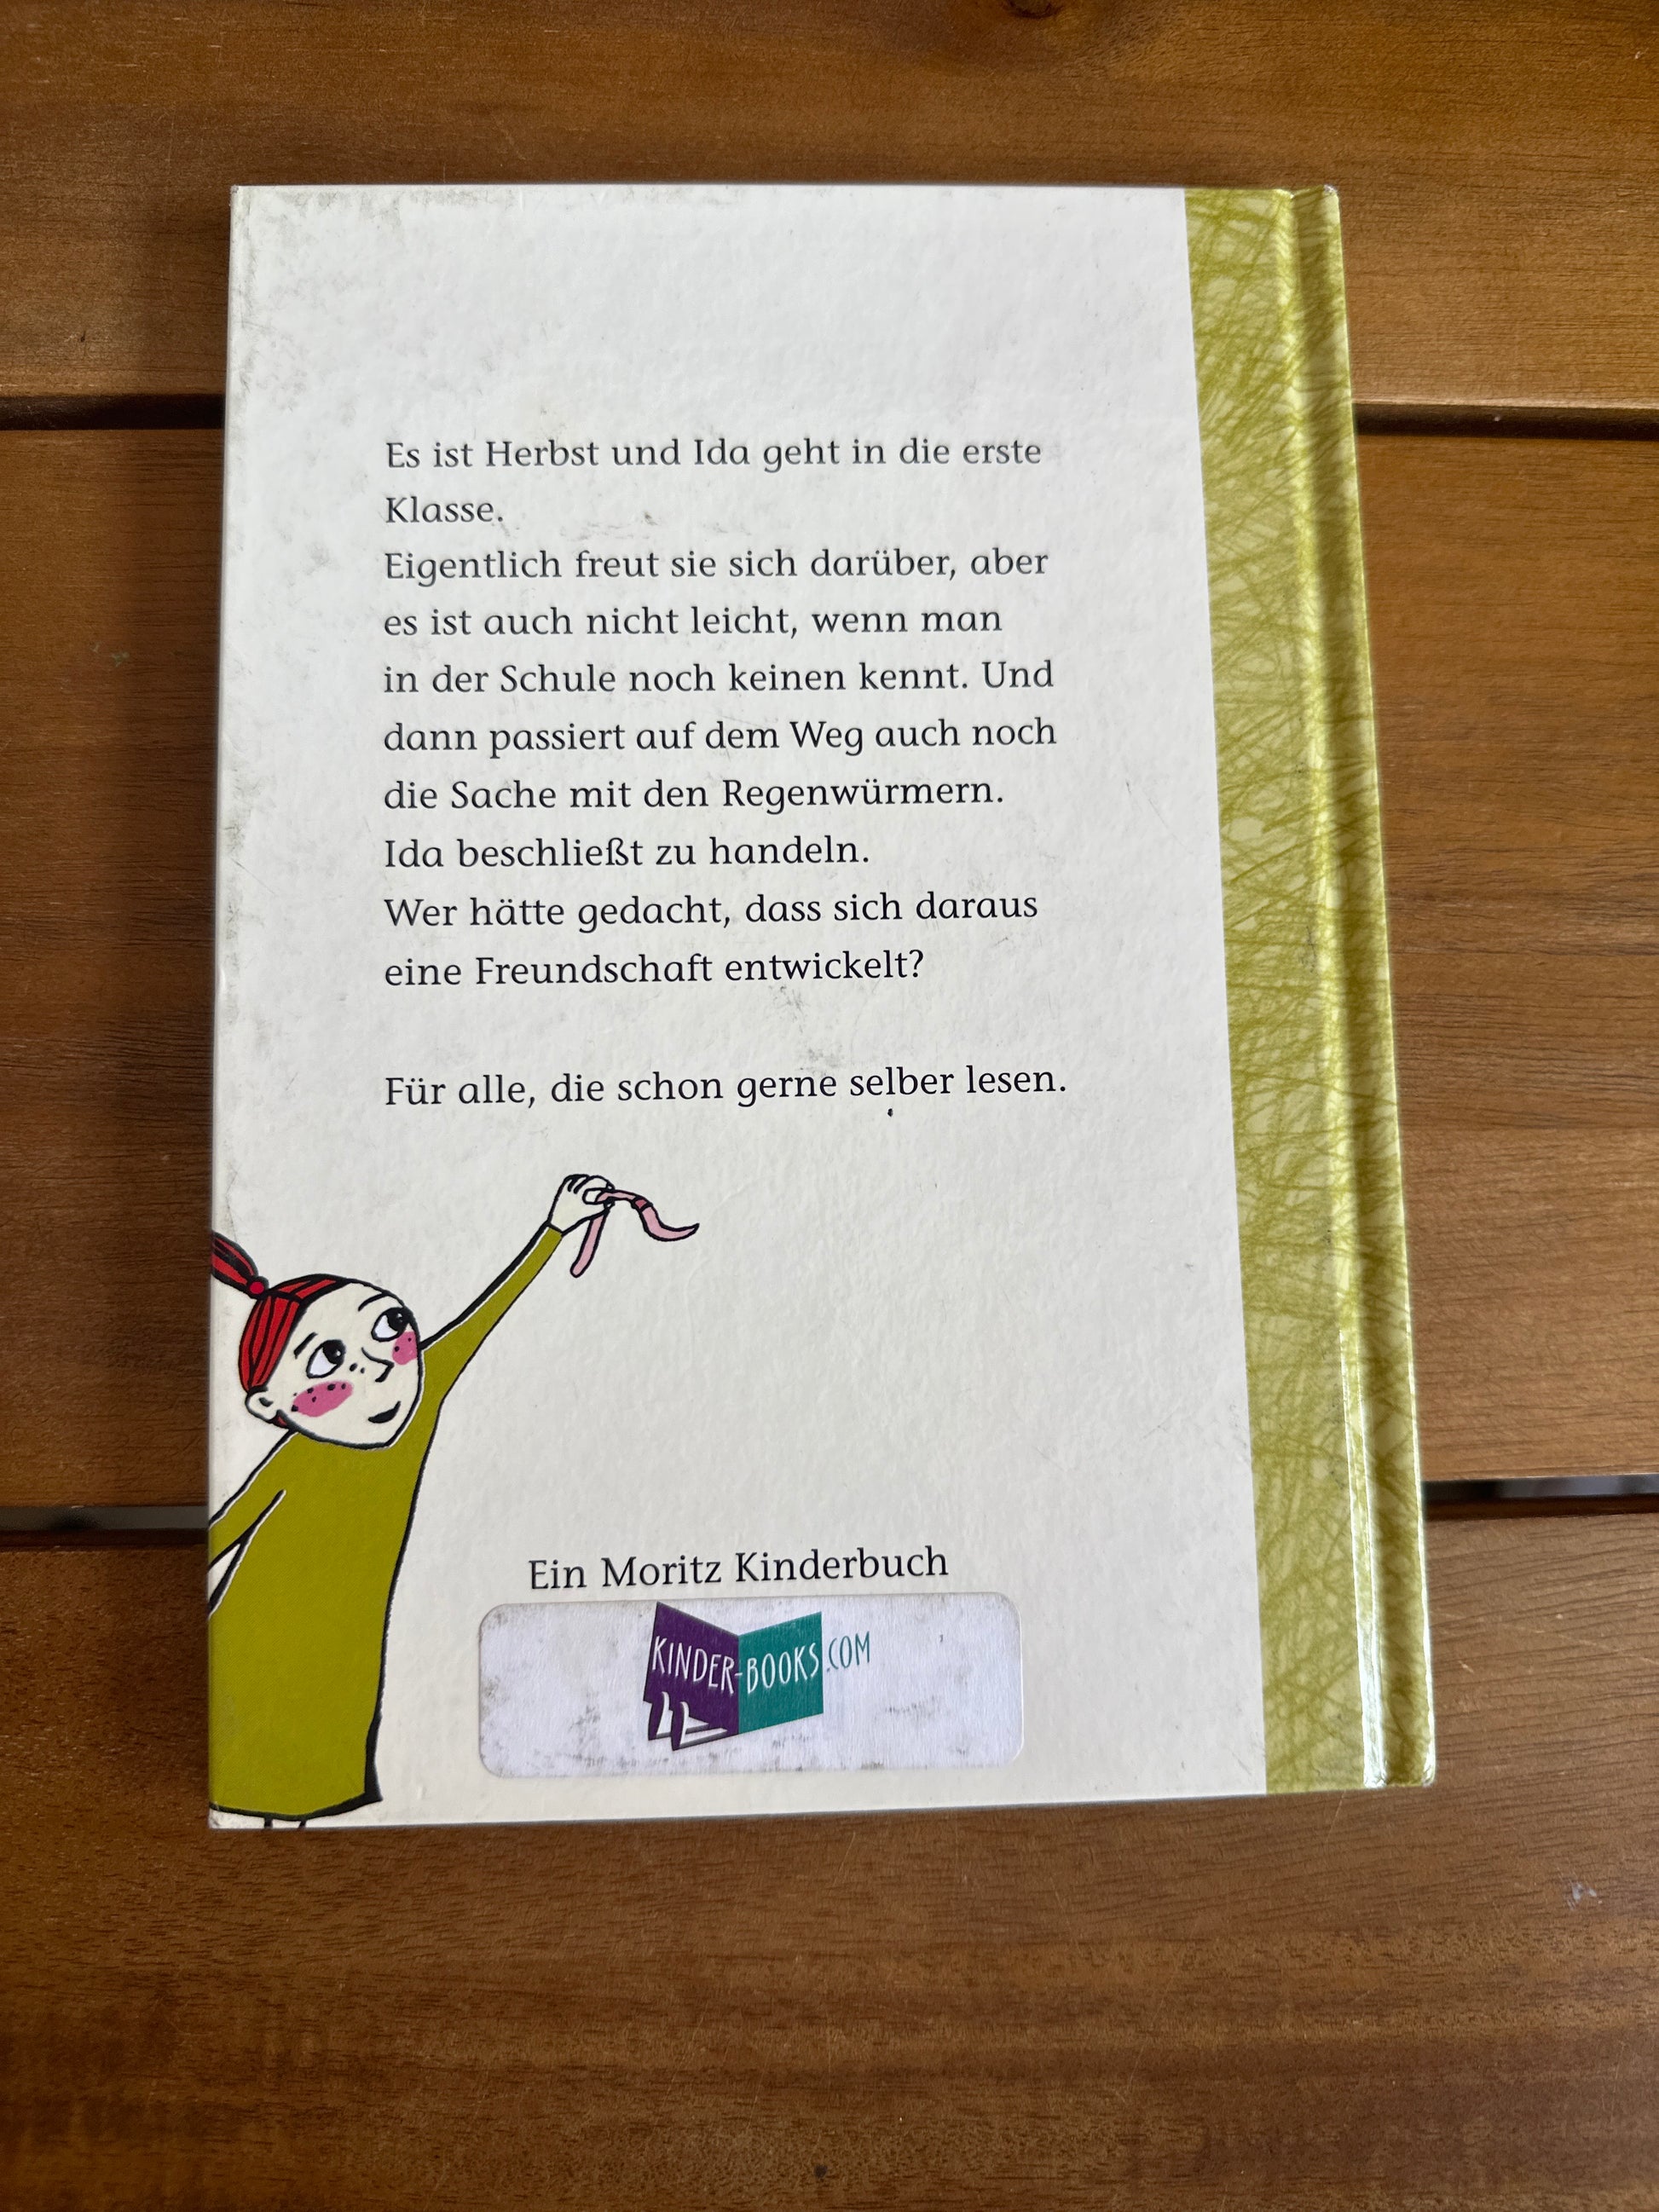 Es ist Herbst und Ida geht in die erste
Klasse.
Eigentlich freut sie sich darüber, aber
es ist auch nicht leicht, wenn man
in der Schule noch keinen kennt. Und
dann passiert auf dem Weg auch noch
die Sache mit den Regenwürmern.
Ida beschließt zu handeln.
Wer hätte gedacht, dass sich daraus
eine Freundschaft entwickelt?
Für alle, die schon gerne selber lesen.
Ein Moritz Kinderbuch
KINDER-BOOKS.COM